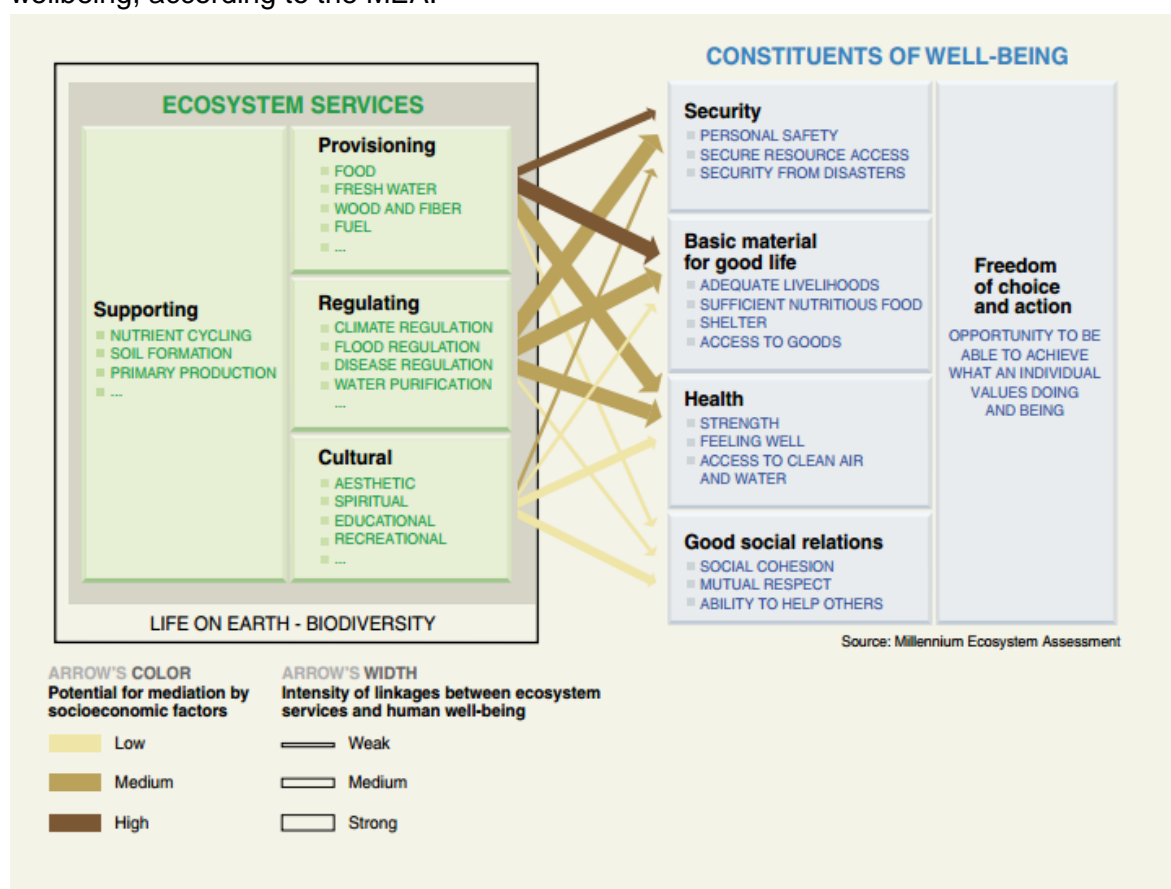 wellbeing, according to the MEA.
CONSTITUENTS OF WELL-BEING
ECOSYSTEM SERVICES
Supporting
NUTRIENT CYCLING
SOIL FORMATION
PRIMARY PRODUCTION
...
Provisioning
FOOD
FRESH WATER
WOOD AND FIBER
FUEL
...
Regulating
CLIMATE REGULATION
FLOOD REGULATION
DISEASE REGULATION
WATER PURIFICATION
...
Cultural
AESTHETIC
SPIRITUAL
EDUCATIONAL
RECREATIONAL
...
LIFE ON EARTH - BIODIVERSITY
Security
PERSONAL SAFETY
SECURE RESOURCE ACCESS
SECURITY FROM DISASTERS
Basic material
for good life
ADEQUATE LIVELIHOODS
SUFFICIENT NUTRITIOUS FOOD
SHELTER
ACCESS TO GOODS
Health
STRENGTH
FEELING WELL
ACCESS TO CLEAN AIR
AND WATER
Good social relations
SOCIAL COHESION
MUTUAL RESPECT
ABILITY TO HELP OTHERS
Freedom
of choice
and action
OPPORTUNITY TO BE
ABLE TO ACHIEVE
WHAT AN INDIVIDUAL
VALUES DOING
AND BEING
Source: Millennium Ecosystem Assessment
ARROW'S COLOR
Potential for mediation by
socioeconomic factors
Low
Medium
High
ARROW'S WIDTH
Intensity of linkages between ecosystem
services and human well-being
Weak
Medium
Strong